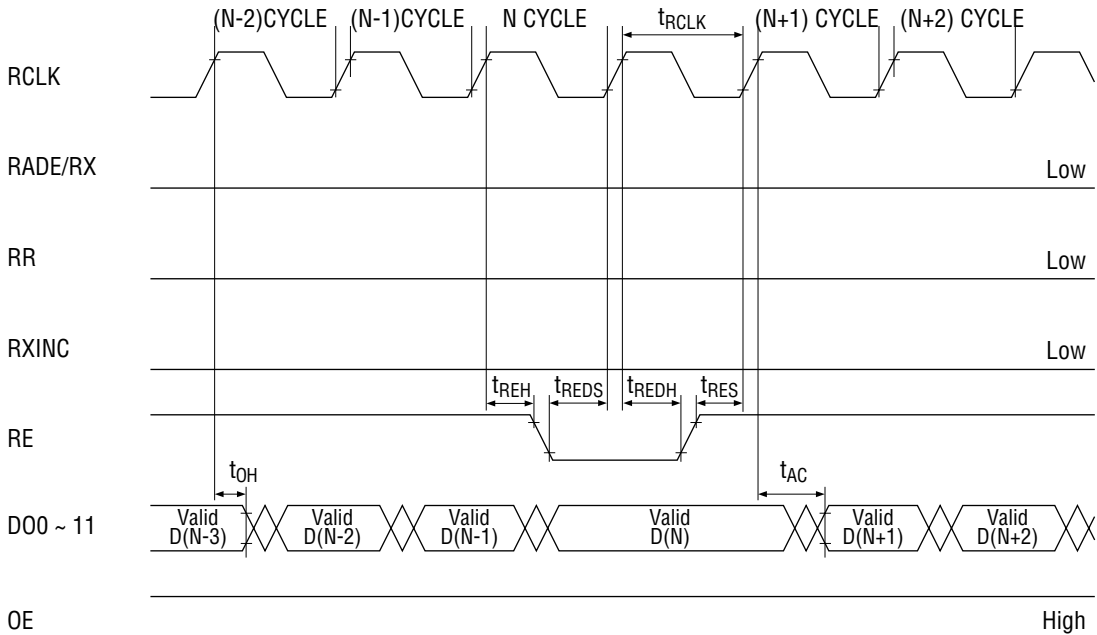 (N-2)CYCLE (N-1)CYCLE N CYCLE tRCLK (N+1) CYCLE (N+2) CYCLE
RCLK
RADE/RX Low
RR Low
RXINC Low
tREH tREDS tREDH tRES
RE
tOH tAC
DO0 ~ 11
Valid D(N-3)
Valid D(N-2)
Valid D(N-1)
Valid D(N)
Valid D(N+1)
Valid D(N+2)
OE High